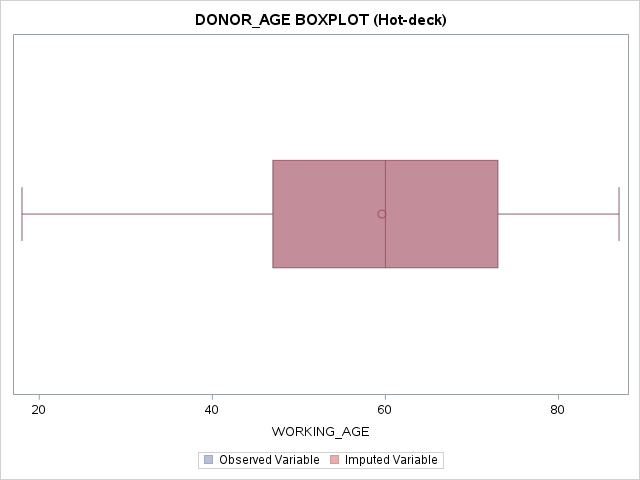 DONOR_AGE BOXPLOT (Hot-deck)
20 40 60 80
WORKING_AGE
Observed Variable Imputed Variable